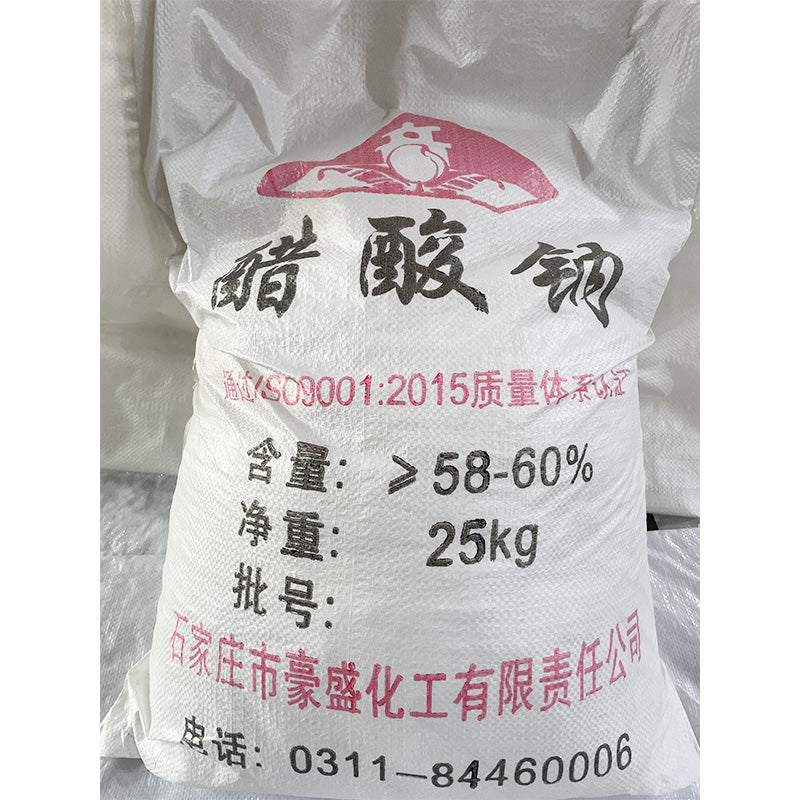 醋酸钠
通过ISO9001:2015质量体系认证
含量: ≥58-60%
净重: 25kg
批号:
石家庄市豪盛化工有限责任公司
电话: 0311-84460006